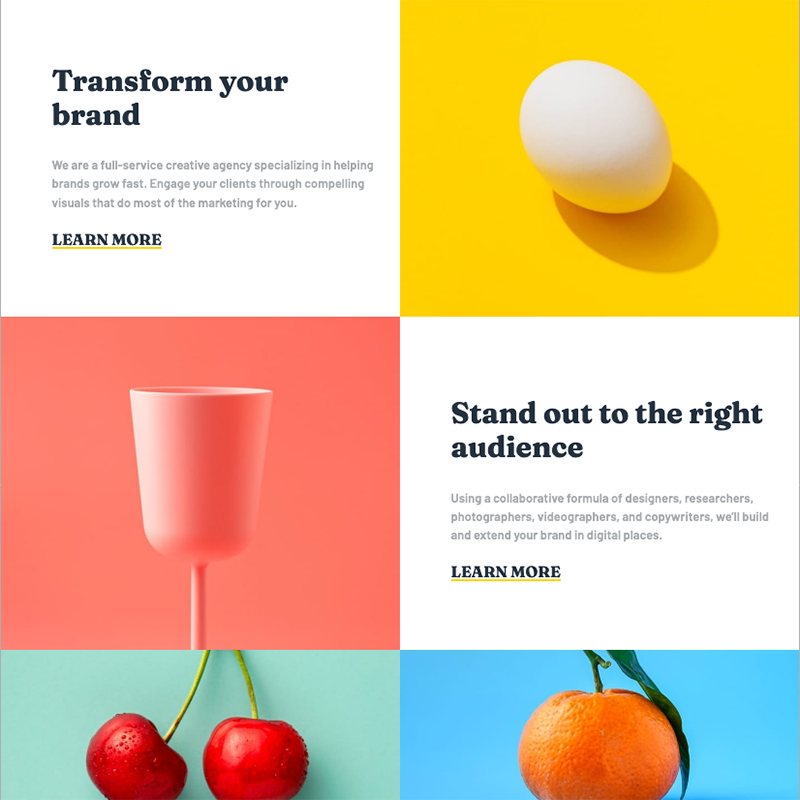 Transform your
brand
We are a full-service creative agency specializing in helping
brands grow fast. Engage your clients through compelling
visuals that do most of the marketing for you.
LEARN MORE
Stand out to the right
audience
Using a collaborative formula of designers, researchers,
photographers, videographers, and copywriters, we'll build
and extend your brand in digital places.
LEARN MORE